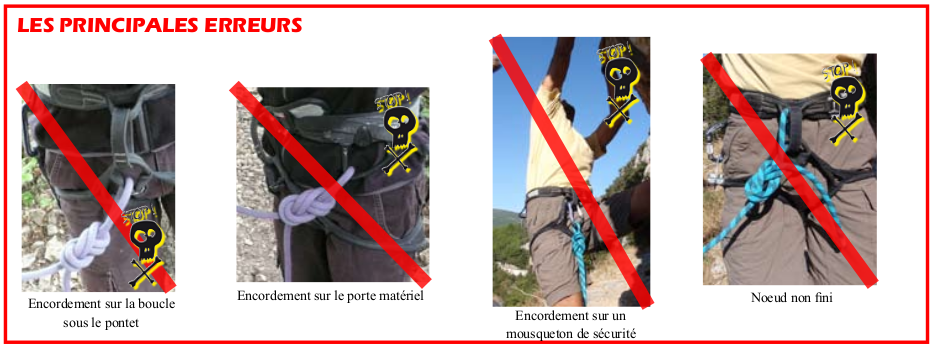 LES PRINCIPALES ERREURS
STOP!
STOP!
STOP!
STOP!
Encordement sur la boucle
sous le pontet
Encordement sur le porte matériel
Encordement sur un
mousqueton de sécurité
Noeud non fini